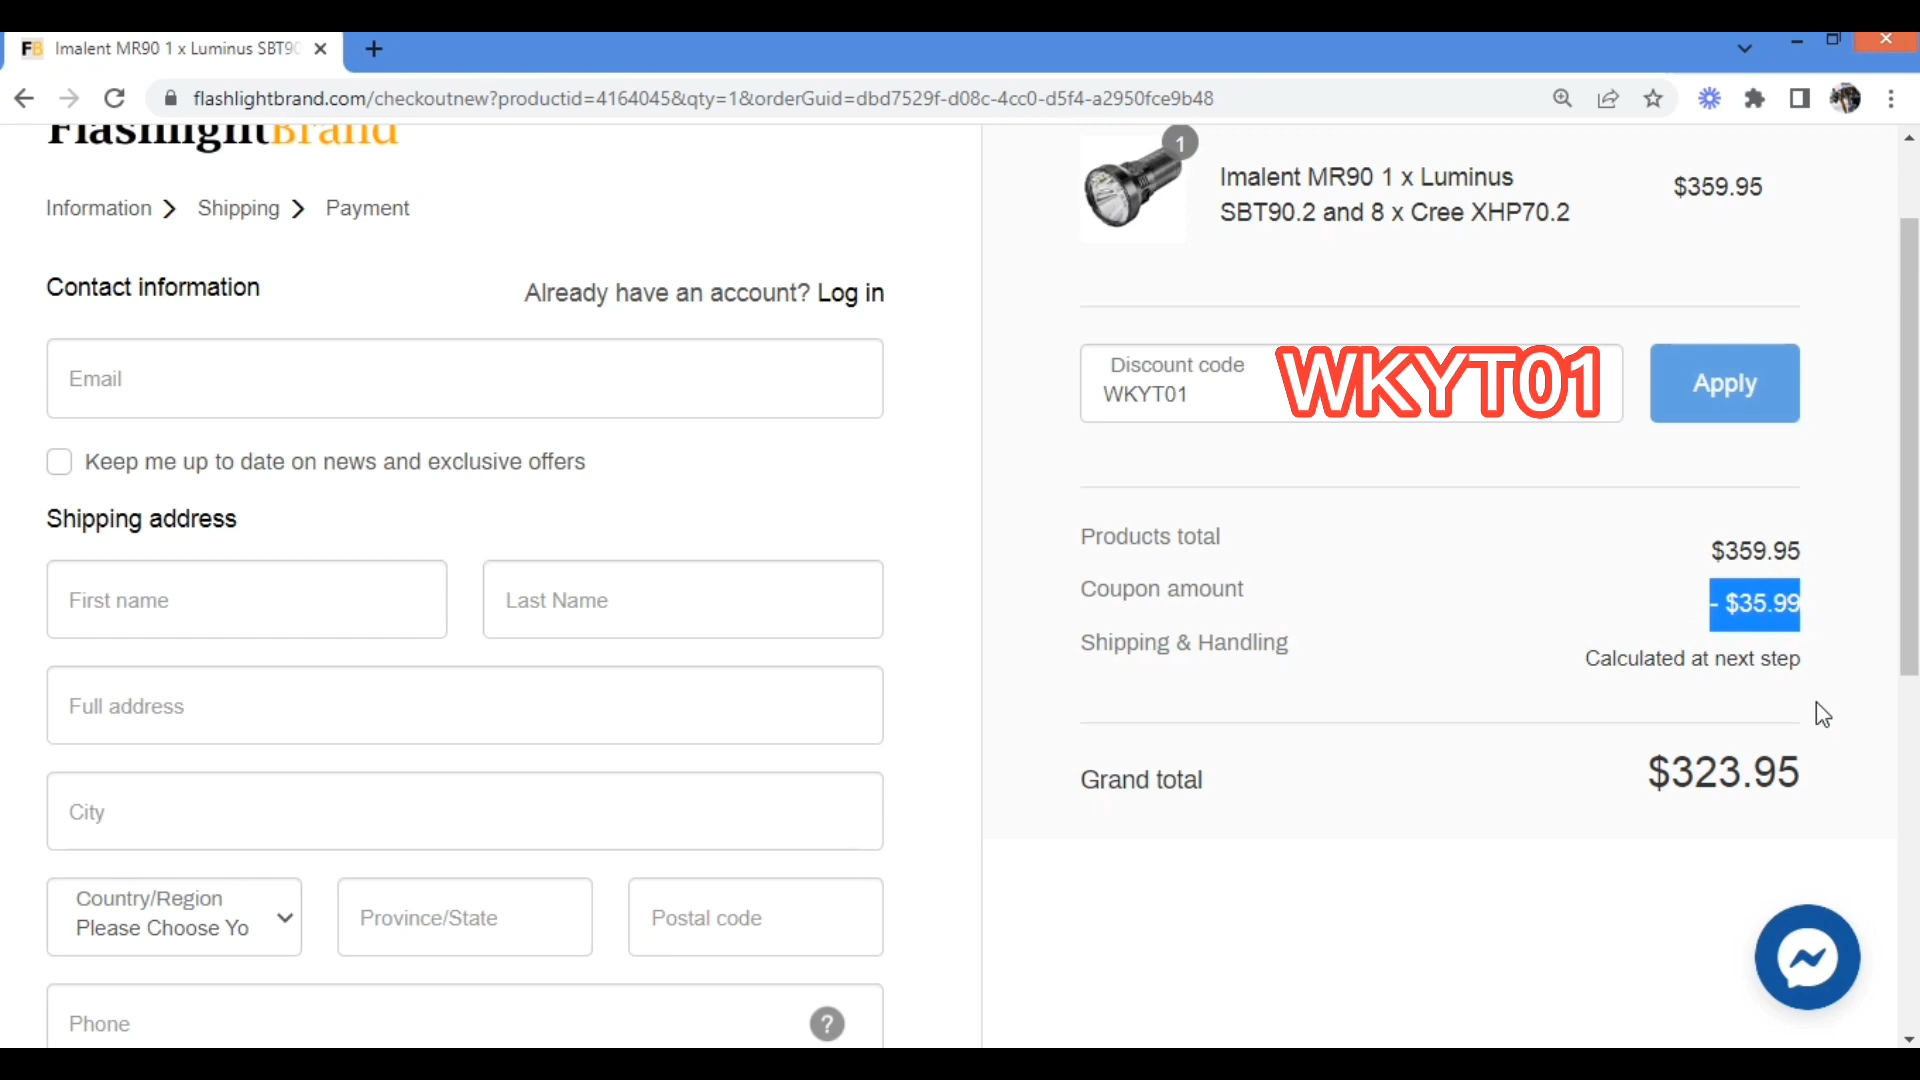 Imalent MR90 1 x Luminus SBT90
flashlightbrand.com/checkoutnew?productid=4164045&qty=1&orderGuid=dbd7529f-d08c-4cc0-d5f4-a2950fce9b48
FlashlightBrand
Information > Shipping > Payment
Contact information
Already have an account? Log in
Email
Keep me up to date on news and exclusive offers
Shipping address
First name
Last Name
Full address
City
Country/Region
Please Choose Yo
Province/State
Postal code
Phone
?
1
Imalent MR90 1 x Luminus
SBT90.2 and 8 x Cree XHP70.2
$359.95
Discount code
WKYT01
WKYT01
Apply
Products total
$359.95
Coupon amount
- $35.99
Shipping & Handling
Calculated at next step
Grand total
$323.95